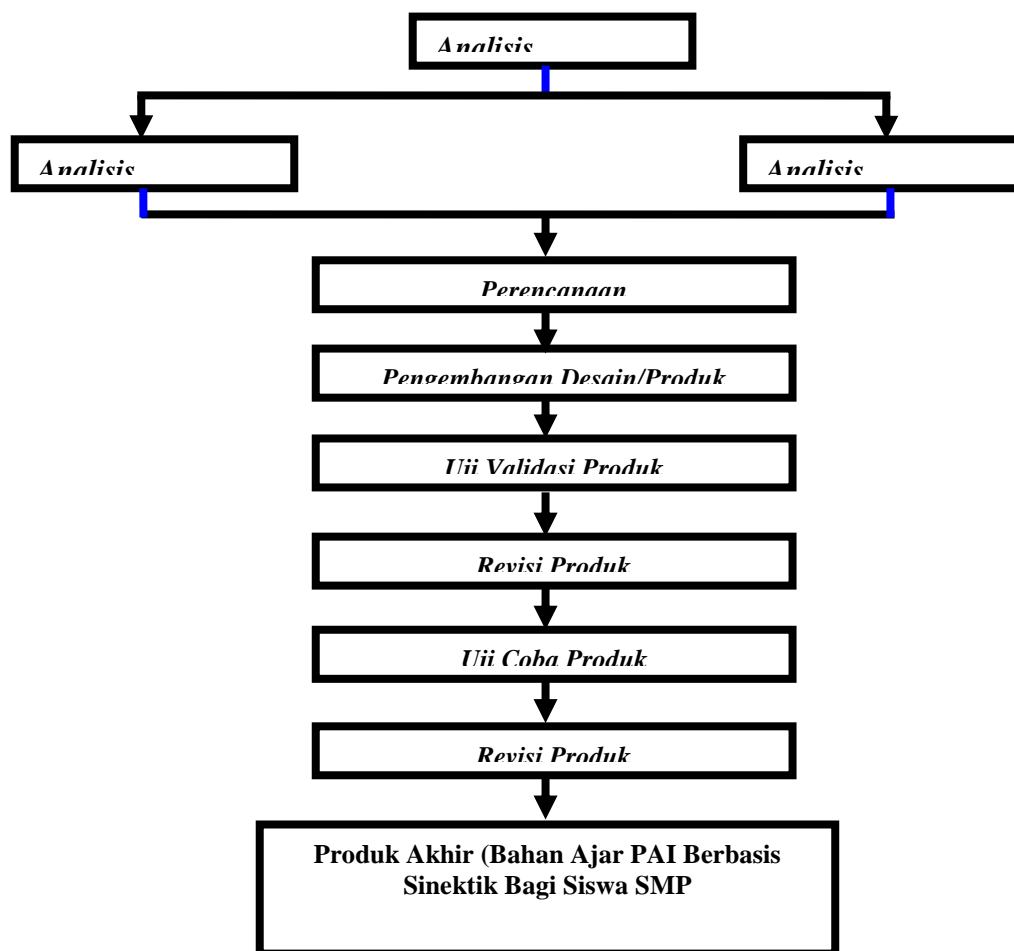 Analisis
Analisis
Analisis
Perencanaan
Pengembangan Desain/Produk
Uji Validasi Produk
Revisi Produk
Uji Coba Produk
Revisi Produk
Produk Akhir (Bahan Ajar PAI Berbasis
Sinektik Bagi Siswa SMP